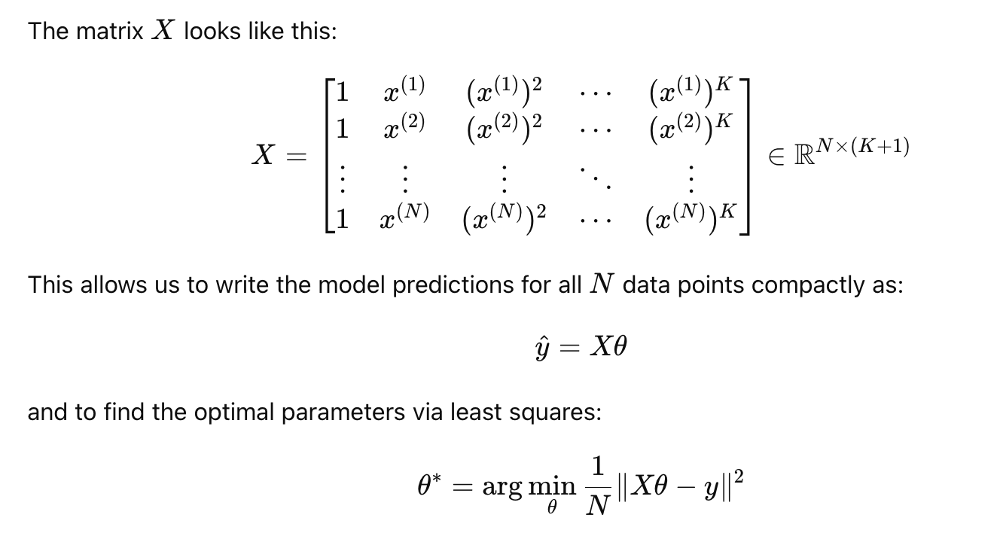 The matrix X looks like this:
X = \begin{bmatrix} 1 & x^{(1)} & (x^{(1)})^2 & \cdots & (x^{(1)})^K \\ 1 & x^{(2)} & (x^{(2)})^2 & \cdots & (x^{(2)})^K \\ \vdots & \vdots & \vdots & \ddots & \vdots \\ 1 & x^{(N)} & (x^{(N)})^2 & \cdots & (x^{(N)})^K \end{bmatrix} \in \mathbb{R}^{N \times (K+1)}
This allows us to write the model predictions for all N data points compactly as:
\hat{y} = X\theta
and to find the optimal parameters via least squares:
\theta^* = \arg\min_{\theta} \frac{1}{N} \|X\theta - y\|^2